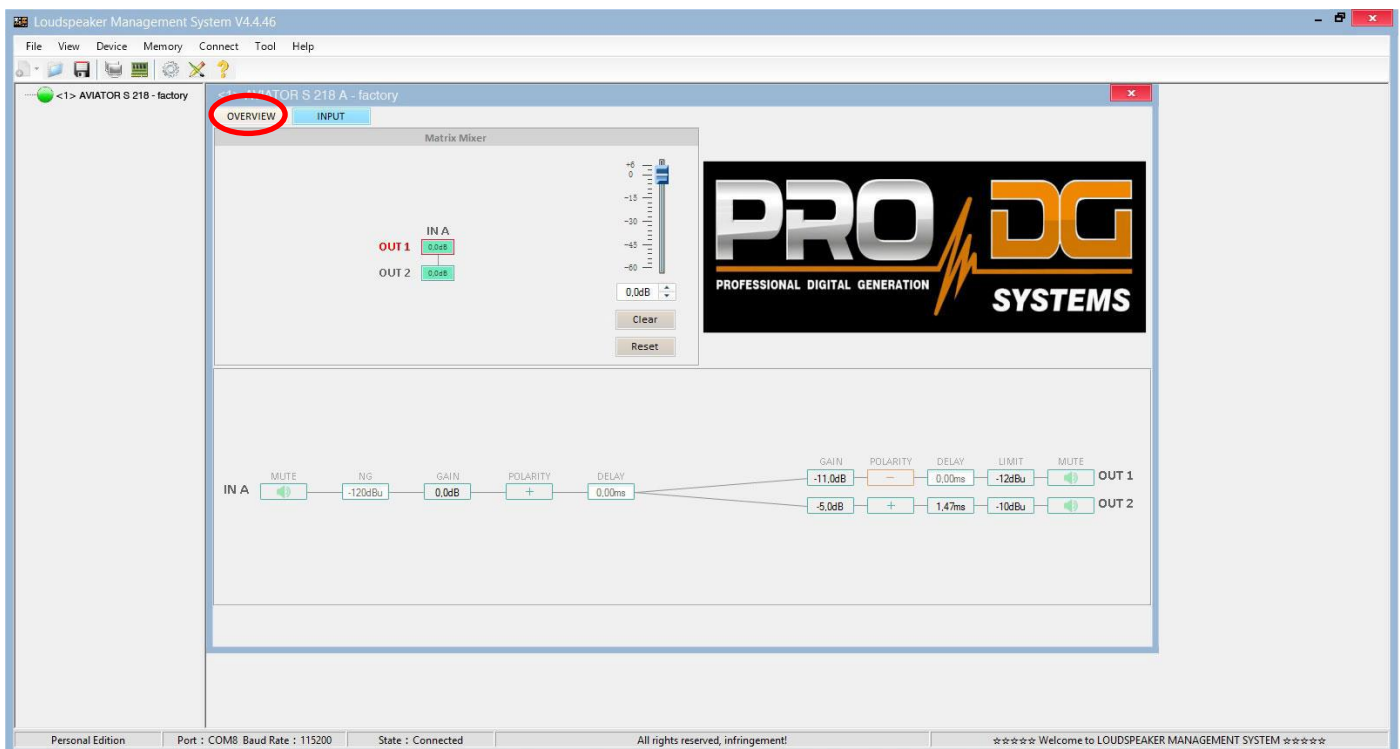 Loudspeaker Management System V4.4.46
File View Device Memory Connect Tool Help
<1> AVIATOR S 218 - factory
<1> AVIATOR S 218 A - factory
OVERVIEW INPUT
Matrix Mixer
+6
0
-15
-30
-45
-60
IN A
OUT 1 0,0dB
OUT 2 0,0dB
0,0dB
Clear
Reset
PRO DG
PROFESSIONAL DIGITAL GENERATION
SYSTEMS
GAIN POLARITY DELAY LIMIT MUTE
-11,0dB − 0,00ms -12dBu OUT 1
MUTE NG GAIN POLARITY DELAY
IN A -120dBu 0,0dB + 0,00ms
-5,0dB + 1,47ms -10dBu OUT 2
Personal Edition Port : COM8 Baud Rate : 115200 State : Connected All rights reserved, infringement! ☆☆☆☆☆ Welcome to LOUDSPEAKER MANAGEMENT SYSTEM ☆☆☆☆☆